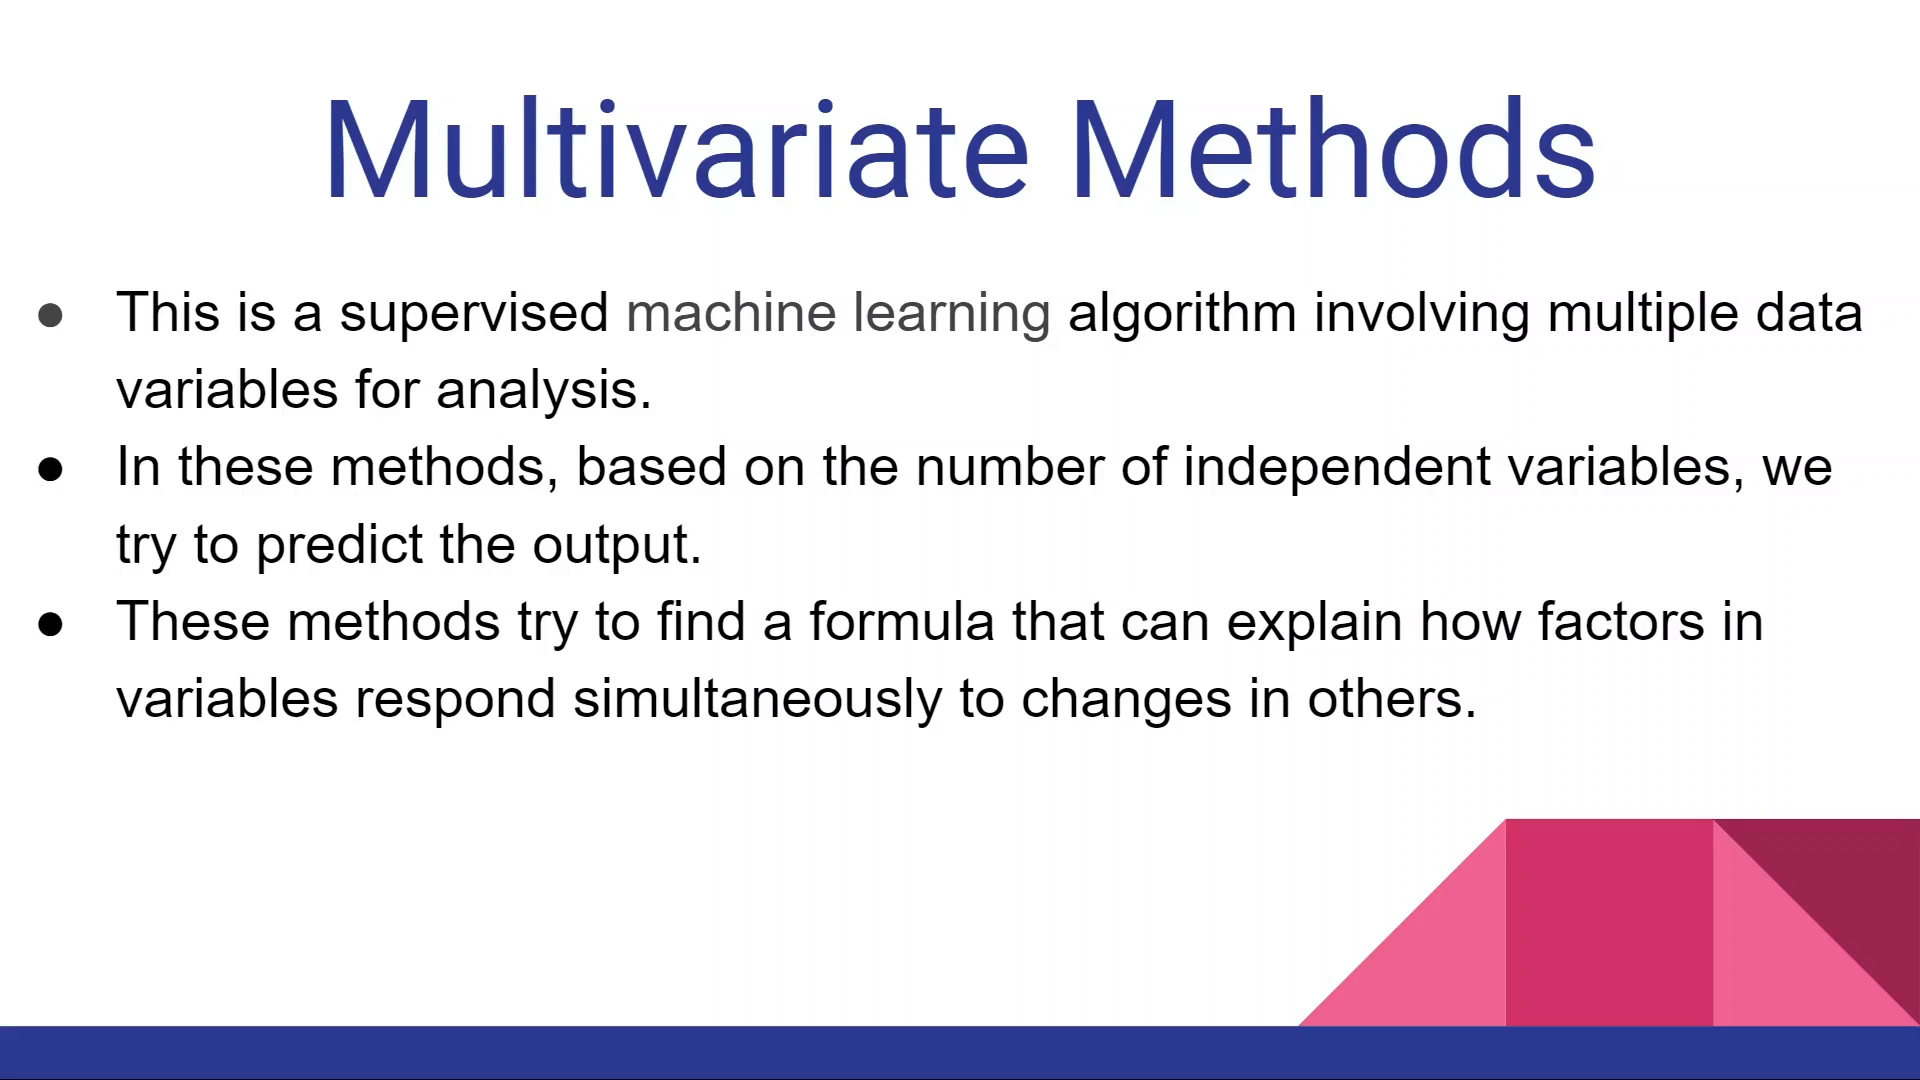 Multivariate Methods
● This is a supervised machine learning algorithm involving multiple data
variables for analysis.
● In these methods, based on the number of independent variables, we
try to predict the output.
● These methods try to find a formula that can explain how factors in
variables respond simultaneously to changes in others.